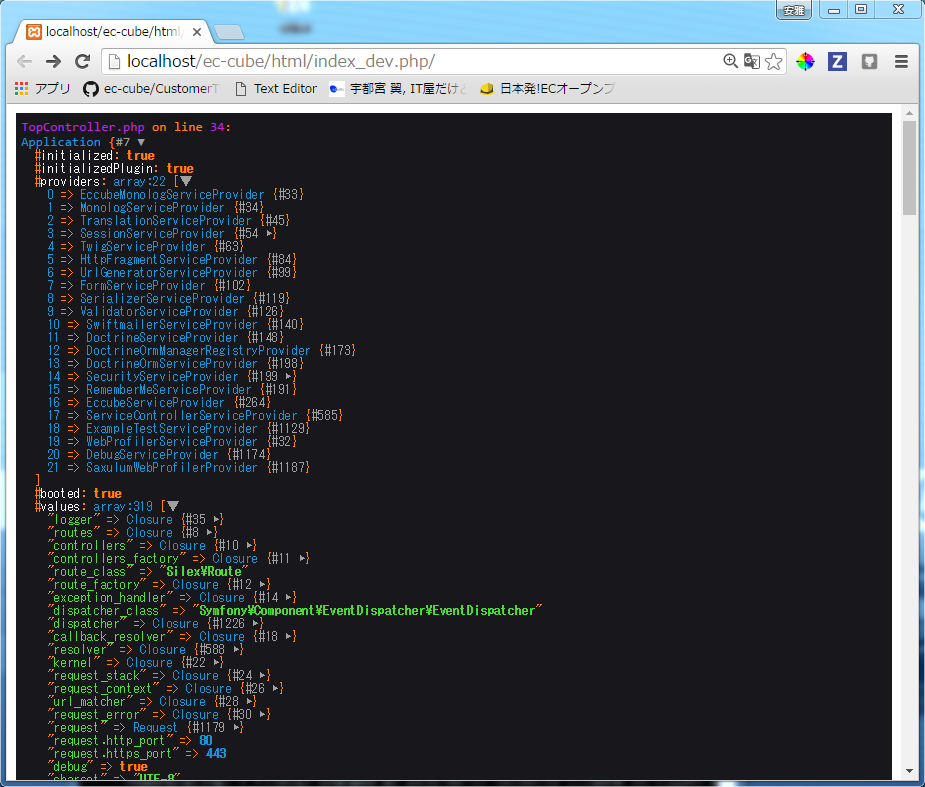 安雅
localhost/ec-cube/html/
localhost/ec-cube/html/index_dev.php/
アプリ ec-cube/CustomerT Text Editor 宇都宮 巽, IT屋だけと 日本発!ECオープンプ
TopController.php on line 34:
Application {#7 ▼
#initialized: true
#initializedPlugin: true
#providers: array:22 [▼
0 => EccubeMonologServiceProvider {#33}
1 => MonologServiceProvider {#34}
2 => TranslationServiceProvider {#45}
3 => SessionServiceProvider {#54 ▶}
4 => TwigServiceProvider {#63}
5 => HttpFragmentServiceProvider {#84}
6 => UrlGeneratorServiceProvider {#99}
7 => FormServiceProvider {#102}
8 => SerializerServiceProvider {#119}
9 => ValidatorServiceProvider {#126}
10 => SwiftmailerServiceProvider {#140}
11 => DoctrineServiceProvider {#148}
12 => DoctrineOrmManagerRegistryProvider {#173}
13 => DoctrineOrmServiceProvider {#198}
14 => SecurityServiceProvider {#199 ▶}
15 => RememberMeServiceProvider {#191}
16 => EccubeServiceProvider {#264}
17 => ServiceControllerServiceProvider {#585}
18 => ExampleTestServiceProvider {#1129}
19 => WebProfilerServiceProvider {#32}
20 => DebugServiceProvider {#1174}
21 => SaxulumWebProfilerProvider {#1187}
]
#booted: true
#values: array:319 [▼
"logger" => Closure {#35 ▶}
"routes" => Closure {#8 ▶}
"controllers" => Closure {#10 ▶}
"controllers_factory" => Closure {#11 ▶}
"route_class" => "Silex¥Route"
"route_factory" => Closure {#12 ▶}
"exception_handler" => Closure {#14 ▶}
"dispatcher_class" => "Symfony¥Component¥EventDispatcher¥EventDispatcher"
"dispatcher" => Closure {#1226 ▶}
"callback_resolver" => Closure {#18 ▶}
"resolver" => Closure {#588 ▶}
"kernel" => Closure {#22 ▶}
"request_stack" => Closure {#24 ▶}
"request_context" => Closure {#26 ▶}
"url_matcher" => Closure {#28 ▶}
"request_error" => Closure {#30 ▶}
"request" => Request {#1179 ▶}
"request.http_port" => 80
"request.https_port" => 443
"debug" => true
"charset" => "UTF-8"